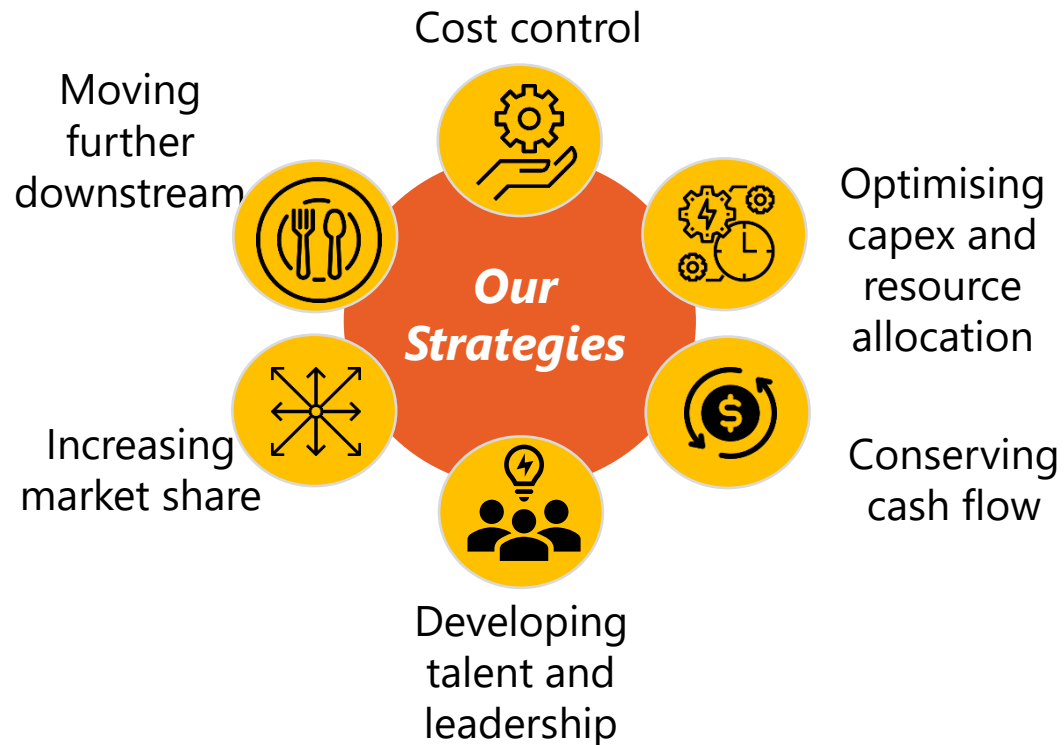 Cost control
Moving
further
downstream
Optimising
capex and
resource
allocation
Our
Strategies
Increasing
market share
Conserving
cash flow
Developing
talent and
leadership